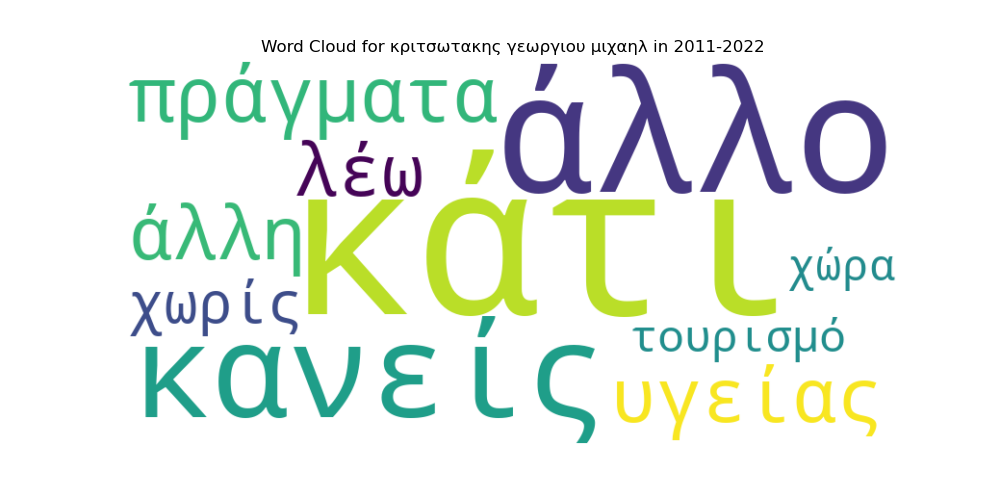 Word Cloud for κριτσωτακης γεωργιου μιχαηλ in 2011-2022
πράγματα
άλλο
λέω
κάτι
άλλη
χώρα
χωρίς
τουρισμό
κανείς
υγείας